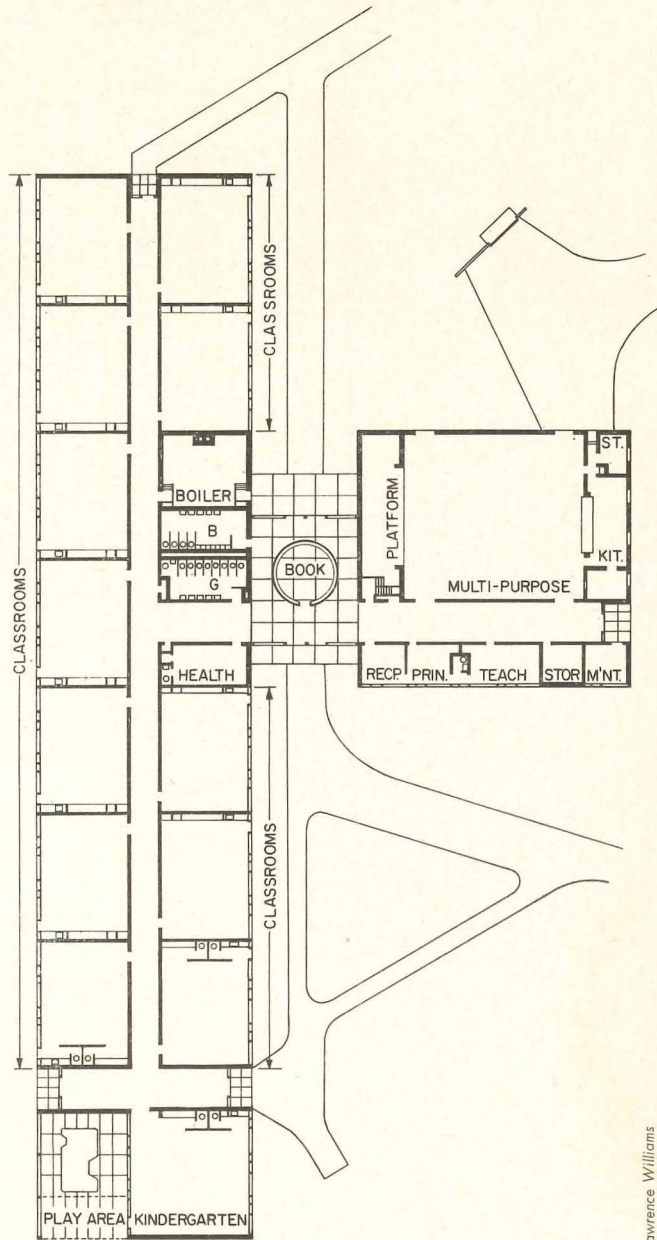 CLASSROOMS
CLASSROOMS
BOILER
B
G
HEALTH
BOOK
PLATFORM
ST.
KIT.
MULTI-PURPOSE
RECP.
PRIN.
TEACH
STOR
M'NT.
CLASSROOMS
PLAY AREA
KINDERGARTEN
awrence Williams